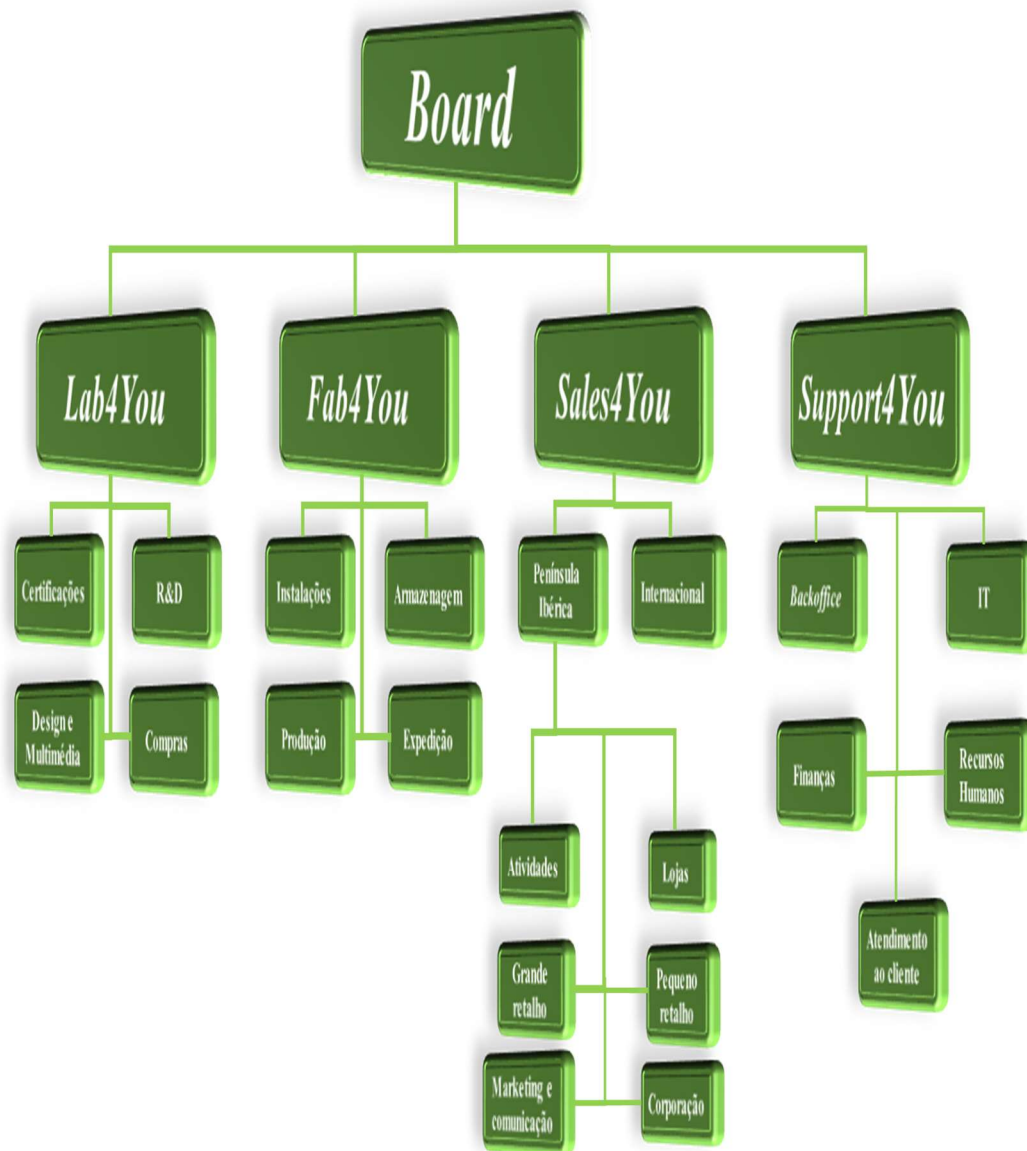 Board
Lab4You
Fab4You
Sales4You
Support4You
Certificações
R&D
Instalações
Armazenagem
Península
Ibérica
Internacional
Backoffice
IT
Design e
Multimédia
Compras
Produção
Expedição
Finanças
Recursos
Humanos
Atividades
Lojas
Grande
retalho
Pequeno
retalho
Atendimento
ao cliente
Marketing e
comunicação
Corporação